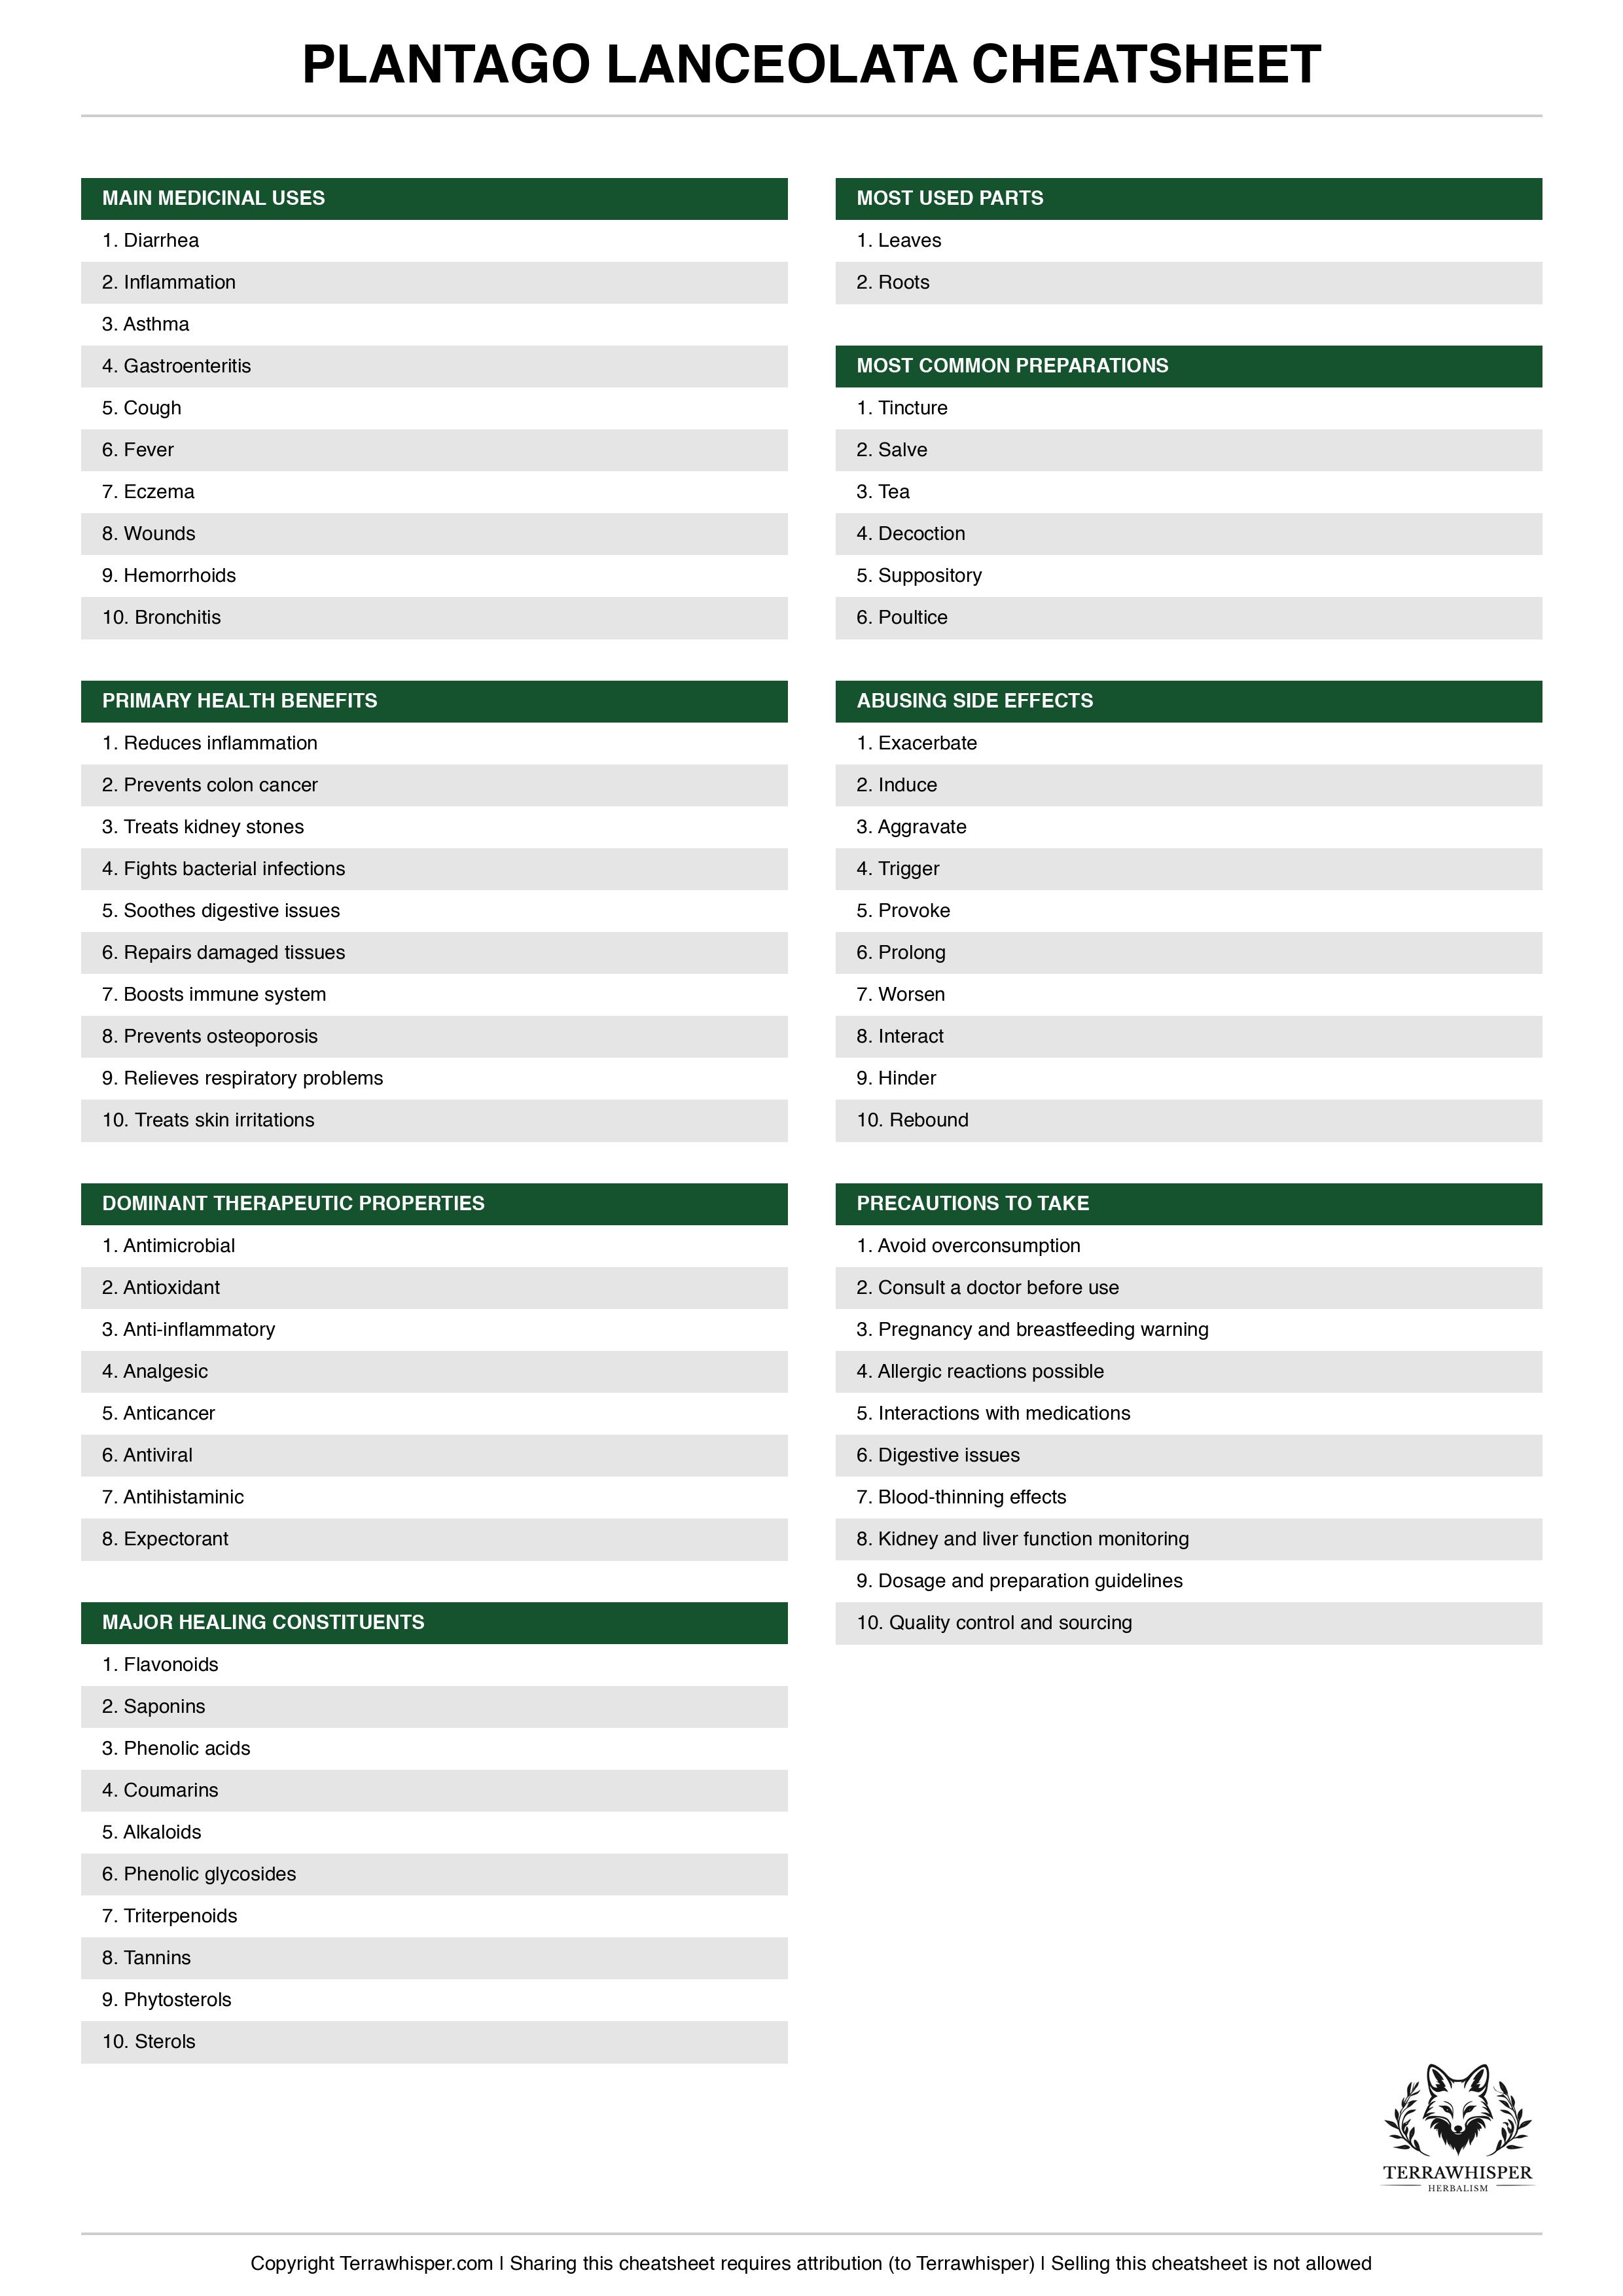 PLANTAGO LANCEOLATA CHEATSHEET
MAIN MEDICINAL USES
1. Diarrhea
2. Inflammation
3. Asthma
4. Gastroenteritis
5. Cough
6. Fever
7. Eczema
8. Wounds
9. Hemorrhoids
10. Bronchitis
PRIMARY HEALTH BENEFITS
1. Reduces inflammation
2. Prevents colon cancer
3. Treats kidney stones
4. Fights bacterial infections
5. Soothes digestive issues
6. Repairs damaged tissues
7. Boosts immune system
8. Prevents osteoporosis
9. Relieves respiratory problems
10. Treats skin irritations
DOMINANT THERAPEUTIC PROPERTIES
1. Antimicrobial
2. Antioxidant
3. Anti-inflammatory
4. Analgesic
5. Anticancer
6. Antiviral
7. Antihistaminic
8. Expectorant
MAJOR HEALING CONSTITUENTS
1. Flavonoids
2. Saponins
3. Phenolic acids
4. Coumarins
5. Alkaloids
6. Phenolic glycosides
7. Triterpenoids
8. Tannins
9. Phytosterols
10. Sterols
MOST USED PARTS
1. Leaves
2. Roots
MOST COMMON PREPARATIONS
1. Tincture
2. Salve
3. Tea
4. Decoction
5. Suppository
6. Poultice
ABUSING SIDE EFFECTS
1. Exacerbate
2. Induce
3. Aggravate
4. Trigger
5. Provoke
6. Prolong
7. Worsen
8. Interact
9. Hinder
10. Rebound
PRECAUTIONS TO TAKE
1. Avoid overconsumption
2. Consult a doctor before use
3. Pregnancy and breastfeeding warning
4. Allergic reactions possible
5. Interactions with medications
6. Digestive issues
7. Blood-thinning effects
8. Kidney and liver function monitoring
9. Dosage and preparation guidelines
10. Quality control and sourcing
TERRAWHISPER
HERBALISM
Copyright Terrawhisper.com | Sharing this cheatsheet requires attribution (to Terrawhisper) | Selling this cheatsheet is not allowed